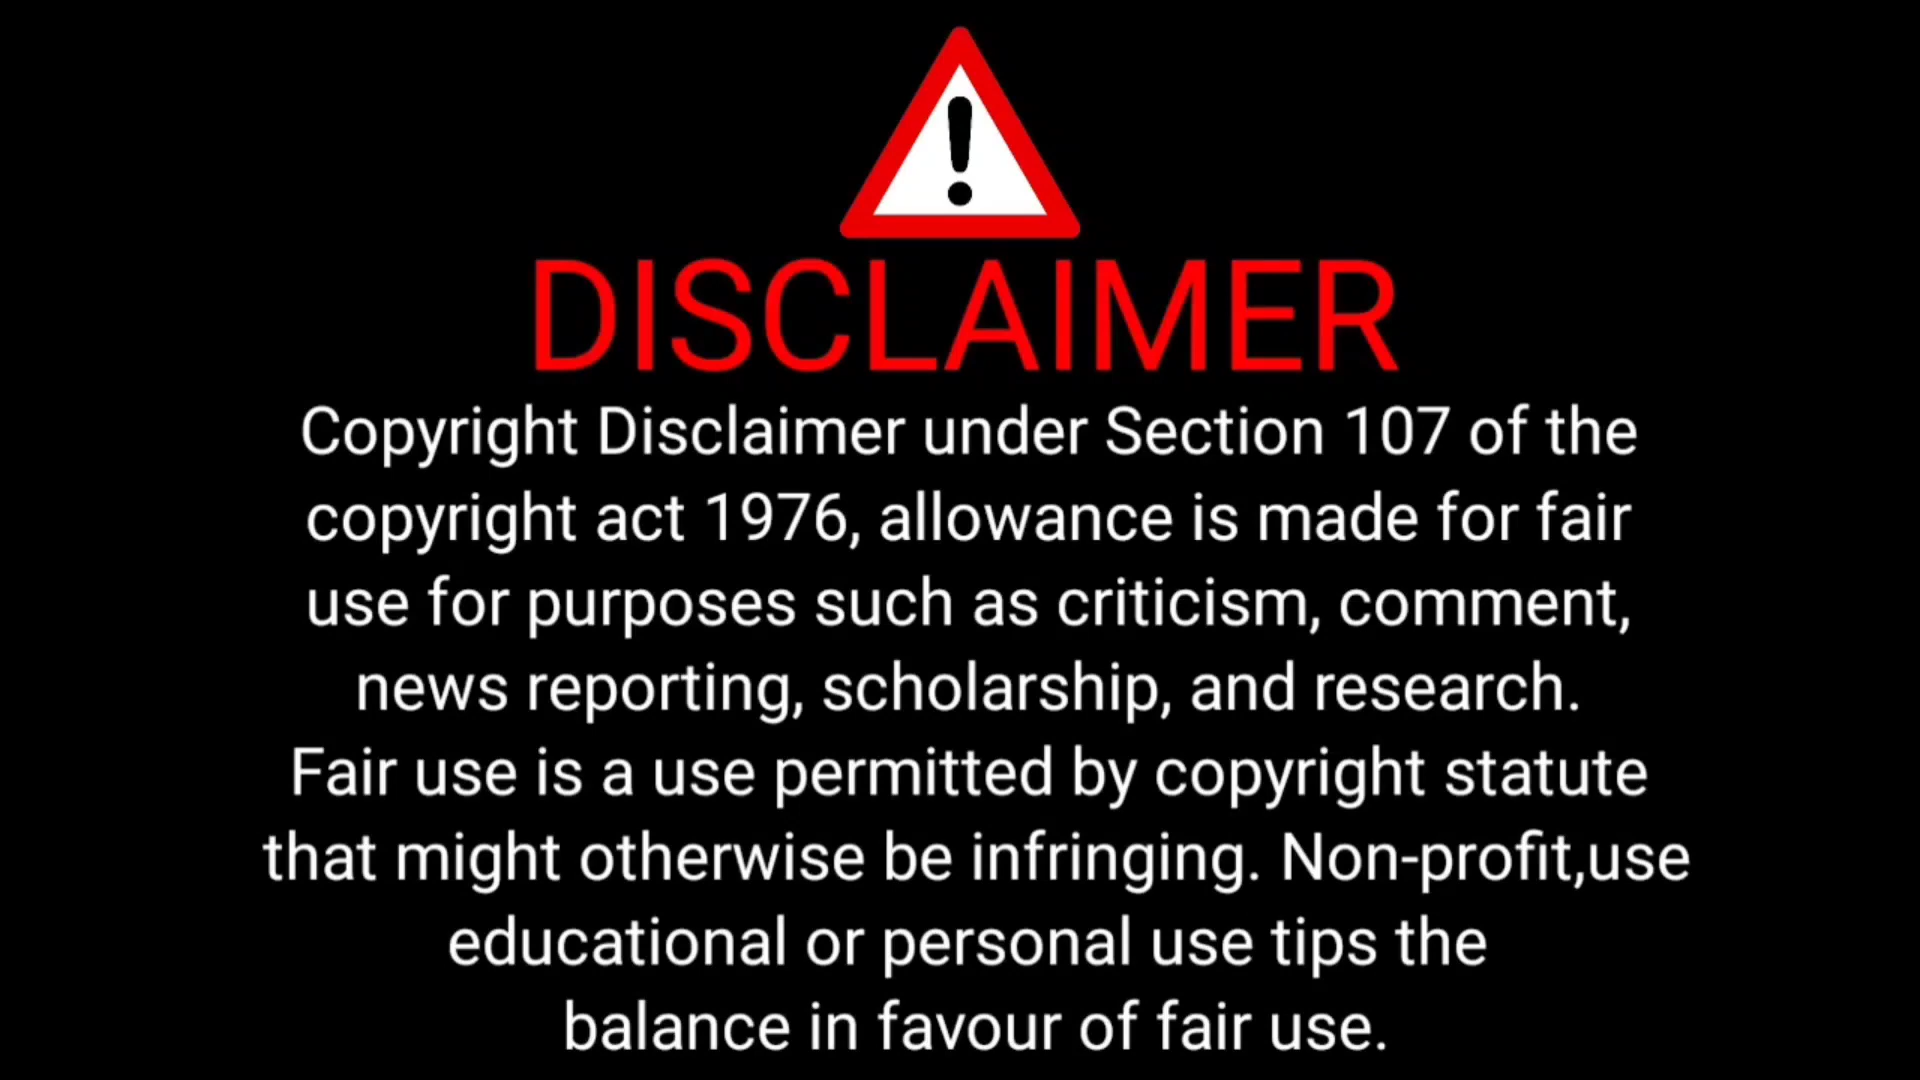 DISCLAIMER
Copyright Disclaimer under Section 107 of the
copyright act 1976, allowance is made for fair
use for purposes such as criticism, comment,
news reporting, scholarship, and research.
Fair use is a use permitted by copyright statute
that might otherwise be infringing. Non-profit,use
educational or personal use tips the
balance in favour of fair use.